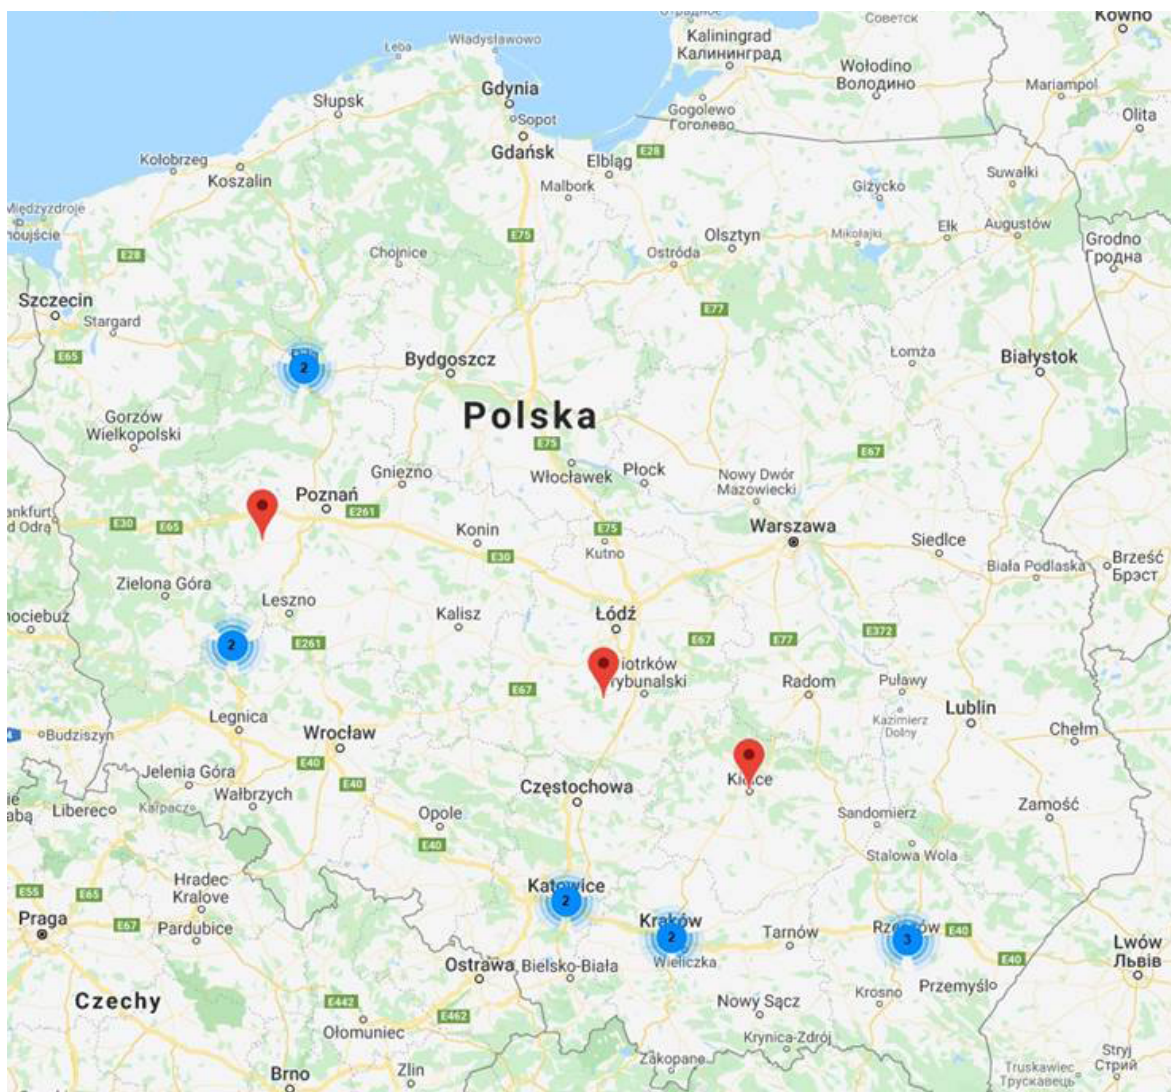 Советск
Kowno
Kaliningrad
Калининград
Władysławowo
Łeba
Wołodino
Володино
Mariampol
Gdynia
Słupsk
Gogolewo
Гоголево
Olita
Sopot
Gdańsk
E28
Elbląg
Kołobrzeg
Koszalin
Malbork
Giżycko
Suwałki
Międzyzdroje
Ełk
Augustów
Mikołajki
Olsztyn
Ostróda
E75
Grodno
Гродна
Chojnice
E28
Szczecin
Stargard
E77
E65
2
Bydgoszcz
Łomża
Białystok
Polska
Gorzów
Wielkopolski
E75
E67
Włocławek
Płock
Gniezno
Nowy Dwór
Mazowiecki
Poznań
E261
E30
E65
Konin
E75
Kutno
E30
Warszawa
Siedlce
Biała Podlaska
Brześć
Брэст
Zielona Góra
Leszno
Kalisz
Łódź
E261
E67
E77
E372
2
E67
Radom
Puławy
Kazimierz
Dolny
Lublin
Chełm
Legnica
Wrocław
Budziszyn
E40
E40
Jelenia Góra
Wałbrzych
Karpacz
Liberec
Częstochowa
Opole
E40
Sandomierz
Zamość
Stalowa Wola
Hradec
Kralove
E55
E65
E67
Praga
Pardubice
Katowice
2
Kraków
2
Wieliczka
Tarnów
Rzeszów
3
E40
E40
Lwów
Львів
Ostrawa
Bielsko-Biała
Przemyśl
Krosno
Nowy Sącz
Krynica-Zdrój
Czechy
E442
E462
Ołomuniec
Zakopane
Brno
Zlin
Truskawiec
Трускавець
Stryj
Стрий